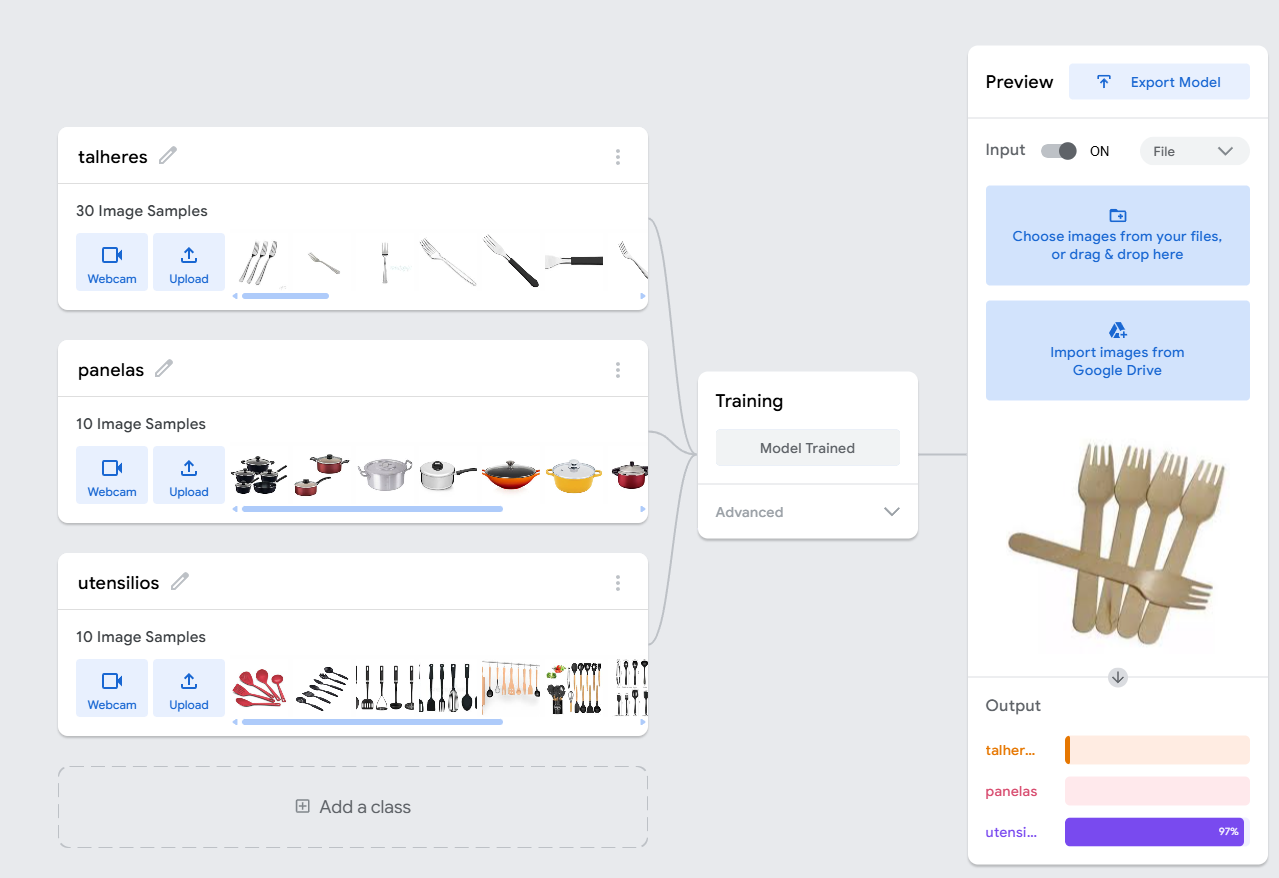 talheres
30 Image Samples
Webcam
Upload
panelas
10 Image Samples
Webcam
Upload
utensilios
10 Image Samples
Webcam
Upload
Add a class
Training
Model Trained
Advanced
Preview
Export Model
Input
ON
File
Choose images from your files,
or drag & drop here
Import images from
Google Drive
Output
talher...
panelas
utensi...
97%